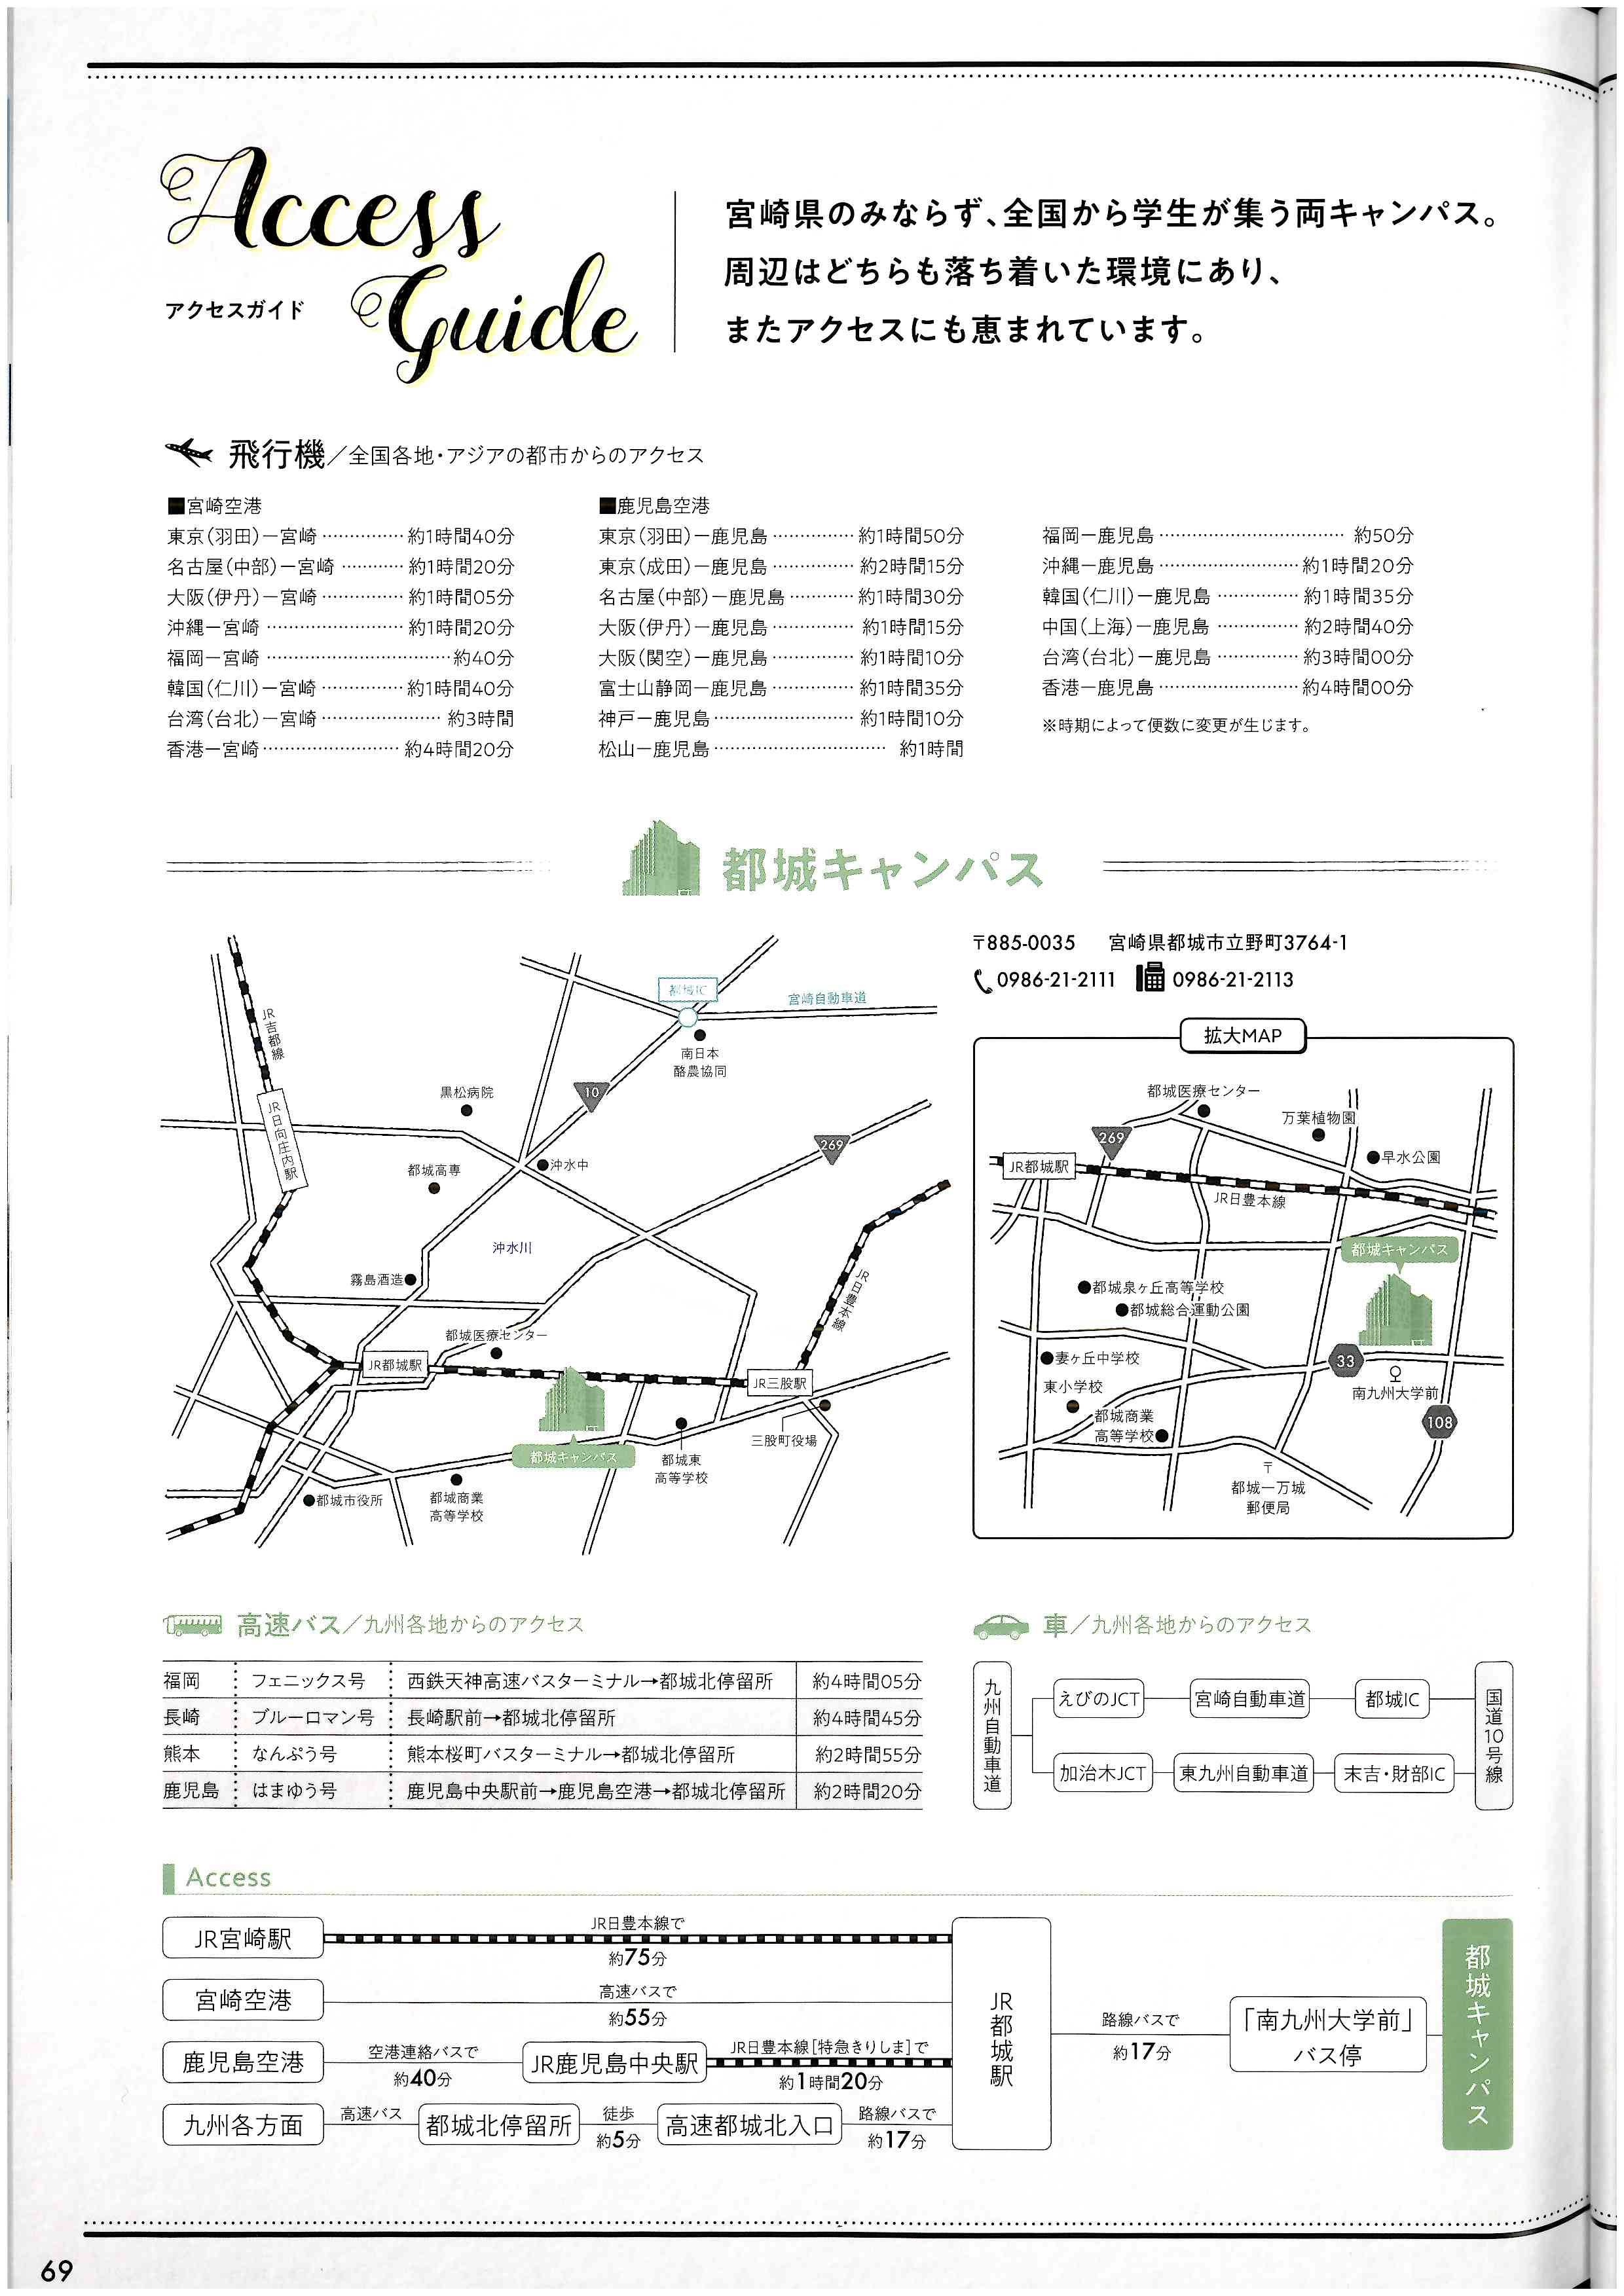 Access
Guide
アクセスガイド
宮崎県のみならず、全国から学生が集う両キャンパス。
周辺はどちらも落ち着いた環境にあり、
またアクセスにも恵まれています。
飛行機／全国各地・アジアの都市からのアクセス
■宮崎空港
東京(羽田)ー宮崎 …………… 約1時間40分
名古屋(中部)ー宮崎 ………… 約1時間20分
大阪(伊丹)ー宮崎 …………… 約1時間05分
沖縄ー宮崎 …………………… 約1時間20分
福岡ー宮崎 …………………………… 約40分
韓国(仁川)ー宮崎 …………… 約1時間40分
台湾(台北)ー宮崎 ………………… 約3時間
香港ー宮崎 …………………… 約4時間20分
■鹿児島空港
東京(羽田)ー鹿児島 …………… 約1時間50分
東京(成田)ー鹿児島 …………… 約2時間15分
名古屋(中部)ー鹿児島 ………… 約1時間30分
大阪(伊丹)ー鹿児島 …………… 約1時間15分
大阪(関空)ー鹿児島 …………… 約1時間10分
富士山静岡ー鹿児島 …………… 約1時間35分
神戸ー鹿児島 …………………… 約1時間10分
松山ー鹿児島 ………………………… 約1時間
福岡ー鹿児島 …………………………… 約50分
沖縄ー鹿児島 …………………… 約1時間20分
韓国(仁川)ー鹿児島 …………… 約1時間35分
中国(上海)ー鹿児島 …………… 約2時間40分
台湾(台北)ー鹿児島 …………… 約3時間00分
香港ー鹿児島 …………………… 約4時間00分
※時期によって便数に変更が生じます。
都城キャンパス
〒885-0035 宮崎県都城市立野町3764-1
0986-21-2111 0986-21-2113
JR吉都線
JR日向庄内駅
都城IC
宮崎自動車道
南日本
酪農協同
黒松病院
10
269
都城高専
沖水中
沖水川
霧島酒造
JR日豊本線
都城医療センター
JR都城駅
JR三股駅
都城キャンパス
三股町役場
都城東
高等学校
都城市役所
都城商業
高等学校
拡大MAP
都城医療センター
万葉植物園
269
早水公園
JR都城駅
JR日豊本線
都城キャンパス
都城泉ヶ丘高等学校
都城総合運動公園
妻ヶ丘中学校
33
東小学校
南九州大学前
都城商業
高等学校
108
〒
都城一万城
郵便局
高速バス／九州各地からのアクセス
福岡 フェニックス号 西鉄天神高速バスターミナル→都城北停留所 約4時間05分
長崎 ブルーロマン号 長崎駅前→都城北停留所 約4時間45分
熊本 なんぷう号 熊本桜町バスターミナル→都城北停留所 約2時間55分
鹿児島 はまゆう号 鹿児島中央駅前→鹿児島空港→都城北停留所 約2時間20分
車／九州各地からのアクセス
九州自動車道
えびのJCT 宮崎自動車道 都城IC
加治木JCT 東九州自動車道 末吉・財部IC
国道10号線
Access
JR宮崎駅 JR日豊本線で
約75分
宮崎空港 高速バスで
約55分
鹿児島空港 空港連絡バスで
約40分
JR鹿児島中央駅 JR日豊本線[特急きりしま]で
約1時間20分
九州各方面 高速バス 都城北停留所 徒歩
約5分
高速都城北入口 路線バスで
約17分
JR都城駅
路線バスで
約17分
「南九州大学前」
バス停
都城キャンパス
69